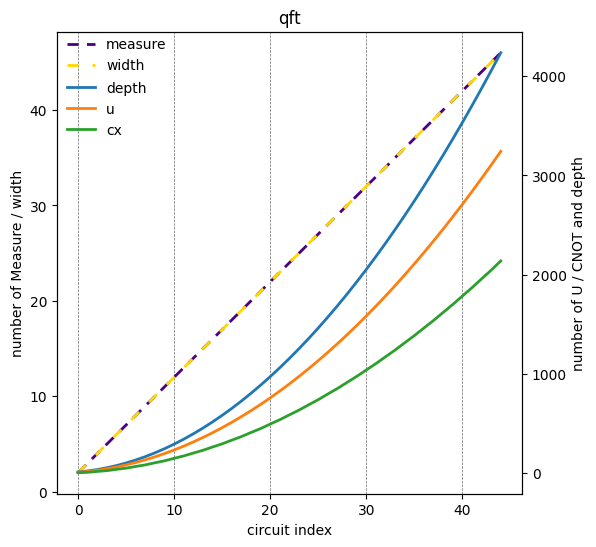 qft
measure
width
depth
u
cx
number of Measure / width
0
10
20
30
40
0
1000
2000
3000
4000
number of U / CNOT and depth
0
10
20
30
40
circuit index